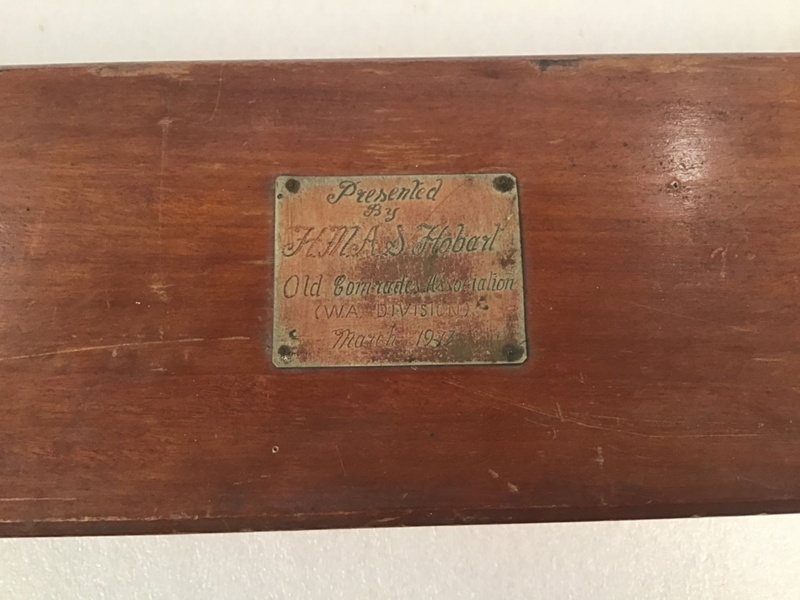 Presented
By
H.M.A.S. Hobart
Old Comrades Association
(W.A. DIVISION)
March